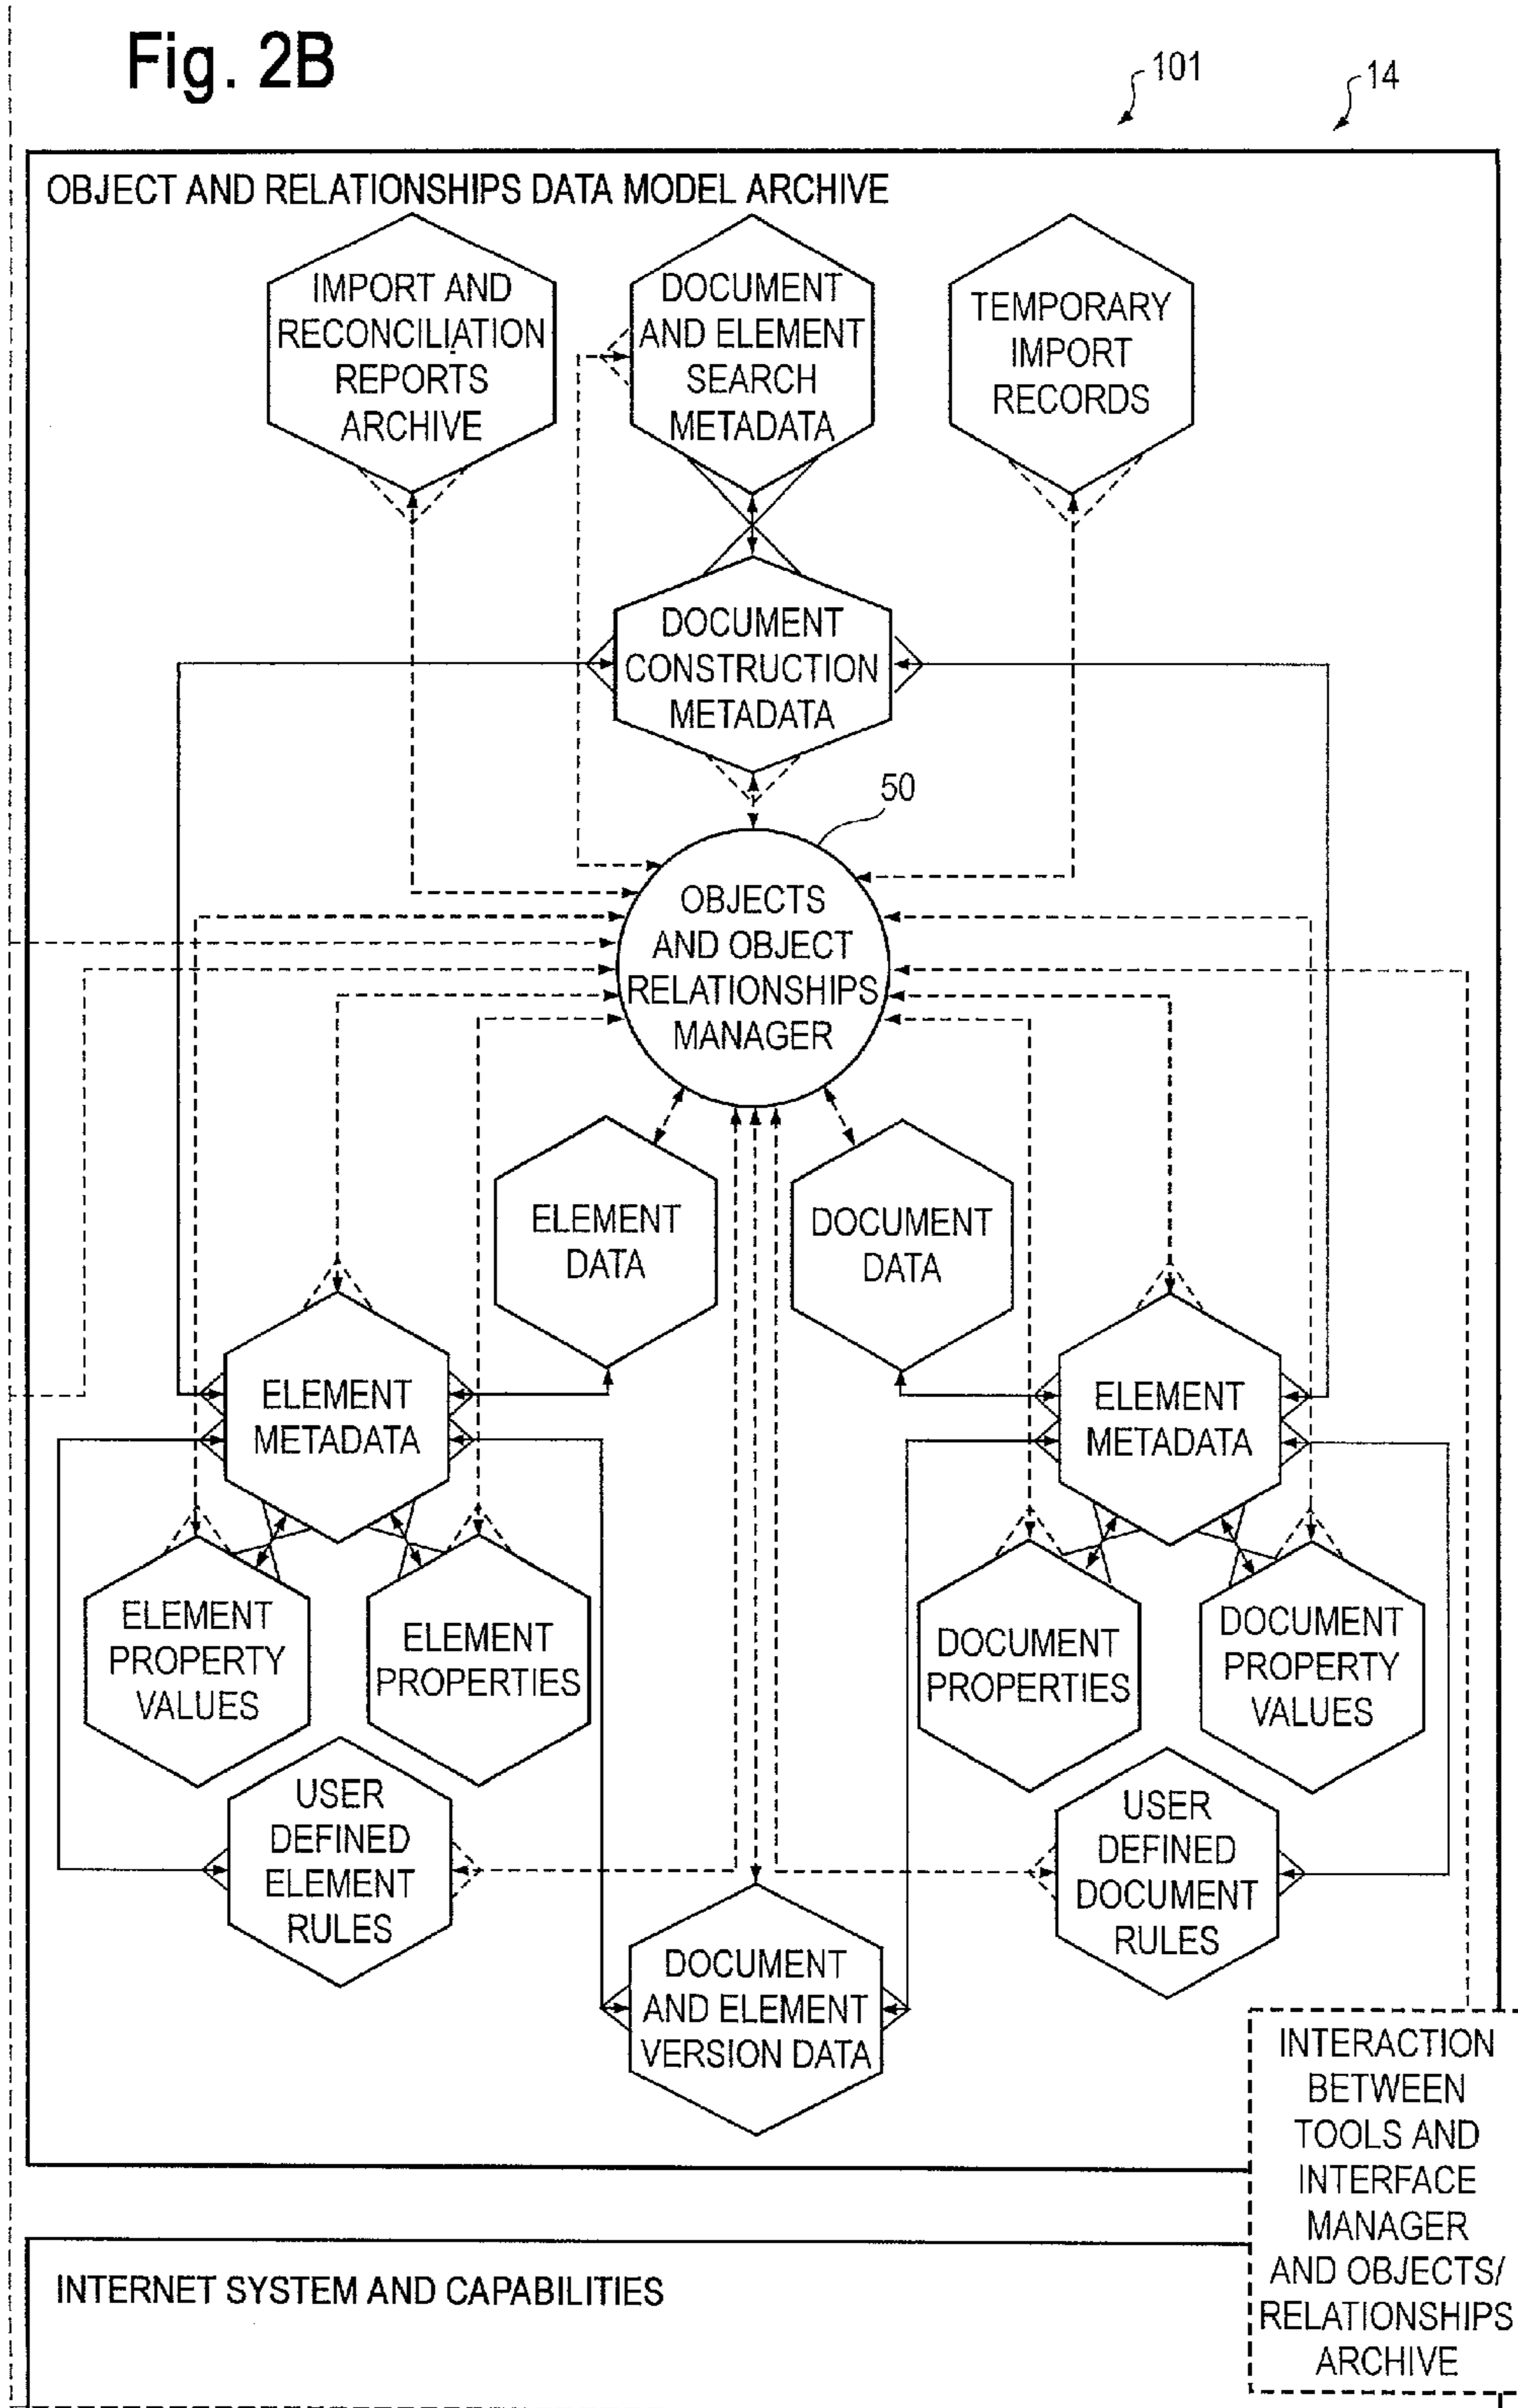 Fig. 2B
101
14
OBJECT AND RELATIONSHIPS DATA MODEL ARCHIVE
IMPORT AND
RECONCILIATION
REPORTS
ARCHIVE
DOCUMENT
AND ELEMENT
SEARCH
METADATA
TEMPORARY
IMPORT
RECORDS
DOCUMENT
CONSTRUCTION
METADATA
50
OBJECTS
AND OBJECT
RELATIONSHIPS
MANAGER
ELEMENT
DATA
DOCUMENT
DATA
ELEMENT
METADATA
ELEMENT
METADATA
ELEMENT
PROPERTY
VALUES
ELEMENT
PROPERTIES
DOCUMENT
PROPERTIES
DOCUMENT
PROPERTY
VALUES
USER
DEFINED
ELEMENT
RULES
USER
DEFINED
DOCUMENT
RULES
DOCUMENT
AND ELEMENT
VERSION DATA
INTERACTION
BETWEEN
TOOLS AND
INTERFACE
MANAGER
AND OBJECTS/
RELATIONSHIPS
ARCHIVE
INTERNET SYSTEM AND CAPABILITIES